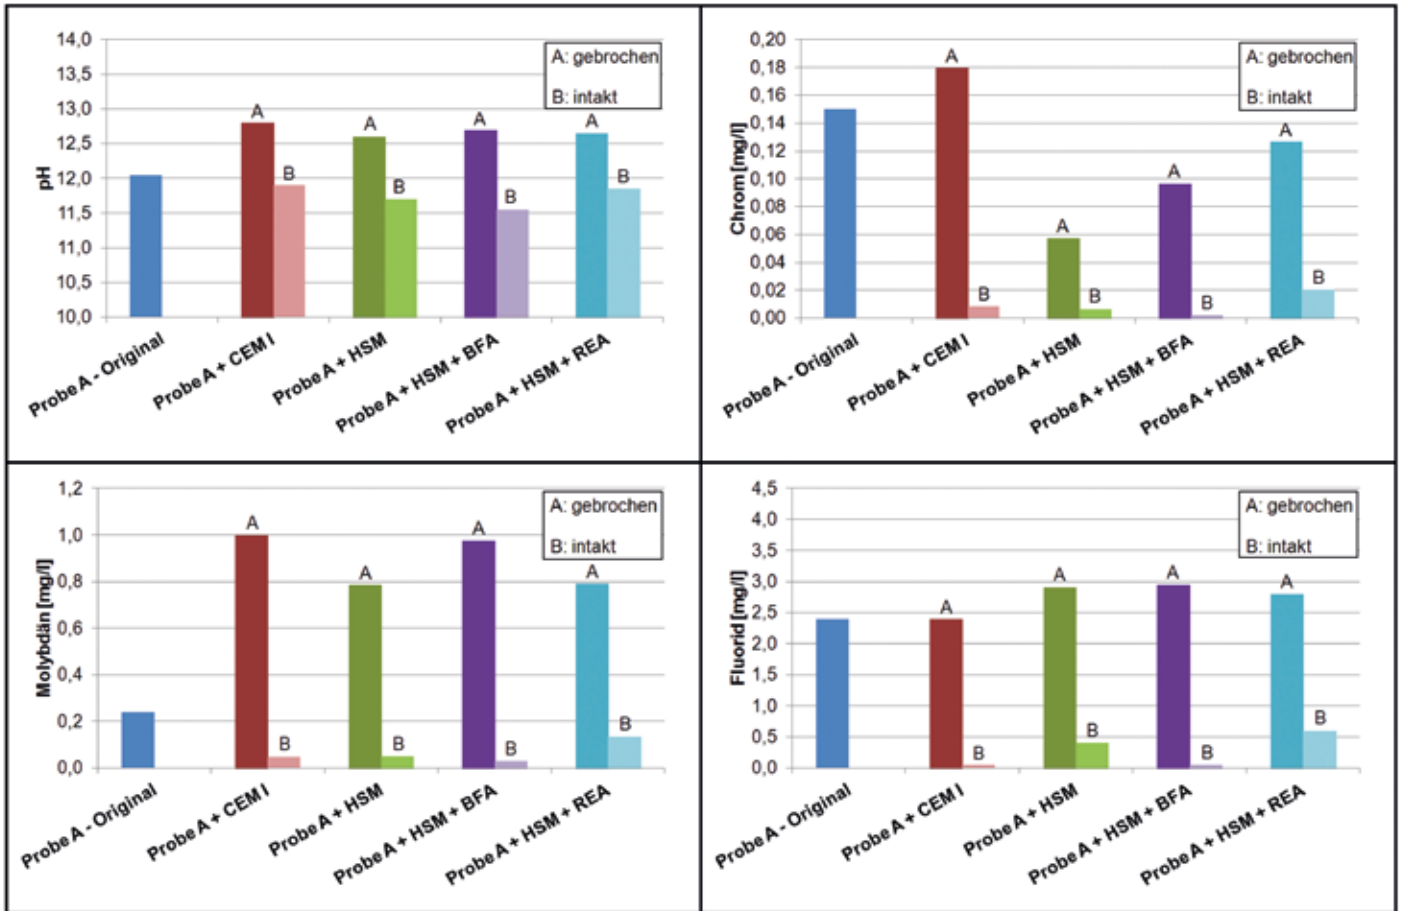 14,0
13,5
13,0
12,5
12,0
11,5
11,0
10,5
10,0
pH
A: gebrochen
B: intakt
A
B
A
B
A
B
A
B
Probe A - Original
Probe A + CEM I
Probe A + HSM
Probe A + HSM + BFA
Probe A + HSM + REA
0,20
0,18
0,16
0,14
0,12
0,10
0,08
0,06
0,04
0,02
0,00
Chrom [mg/l]
A: gebrochen
B: intakt
A
B
A
B
A
B
A
B
Probe A - Original
Probe A + CEM I
Probe A + HSM
Probe A + HSM + BFA
Probe A + HSM + REA
1,2
1,0
0,8
0,6
0,4
0,2
0,0
Molybdän [mg/l]
A: gebrochen
B: intakt
A
B
A
B
A
B
A
B
Probe A - Original
Probe A + CEM I
Probe A + HSM
Probe A + HSM + BFA
Probe A + HSM + REA
4,5
4,0
3,5
3,0
2,5
2,0
1,5
1,0
0,5
0,0
Fluorid [mg/l]
A: gebrochen
B: intakt
A
B
A
B
A
B
A
B
Probe A - Original
Probe A + CEM I
Probe A + HSM
Probe A + HSM + BFA
Probe A + HSM + REA